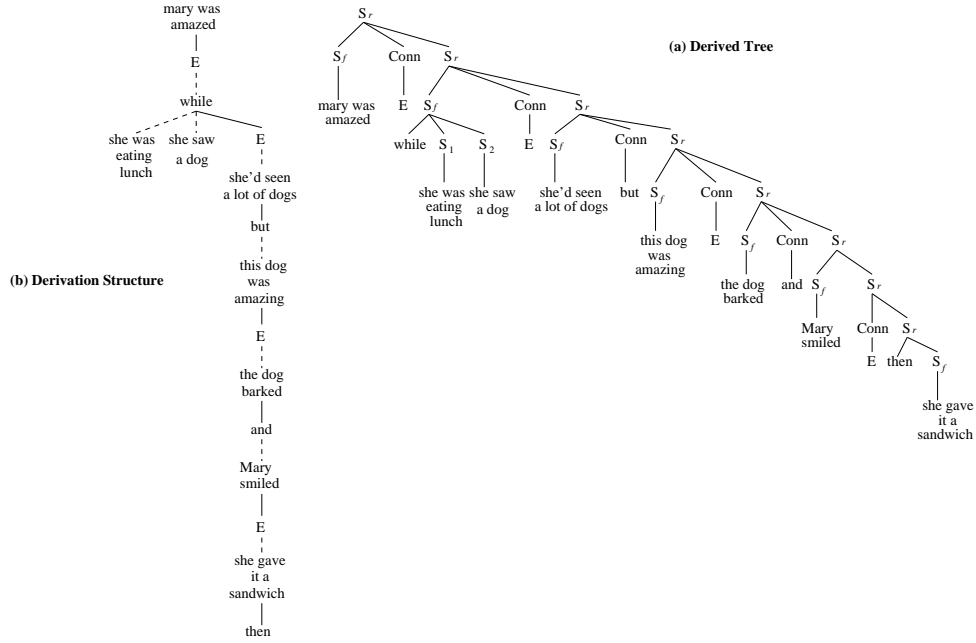 mary was
amazed
E
while
she was
eating
lunch
she saw
a dog
E
she'd seen
a lot of dogs
but
this dog
was
amazing
E
the dog
barked
and
Mary
smiled
E
she gave
it a
sandwich
then
(b) Derivation Structure
(a) Derived Tree
S r
S f Conn S r
mary was
amazed
E
S f Conn S r
while S 1 S 2
E
she was
eating
lunch
she saw
a dog
S f Conn S r
she'd seen
a lot of dogs
but
S f Conn S r
this dog
was
amazing
E
S f Conn S r
the dog
barked
and
S f S r
Mary
smiled
Conn S r
E
then S f
she gave
it a
sandwich